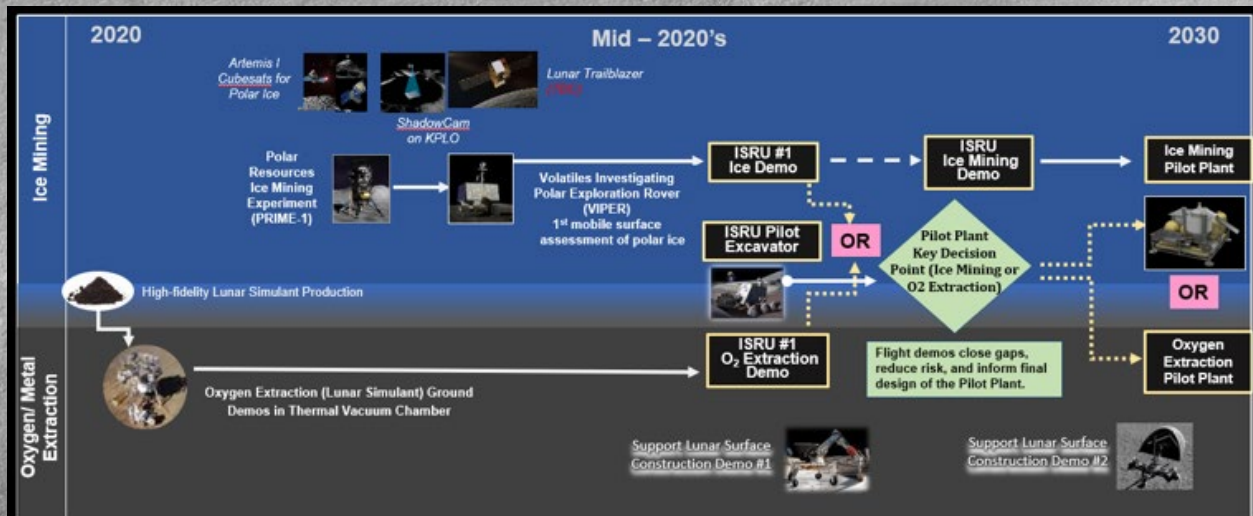 2020
Mid – 2020's
2030
Ice Mining
Artemis I
Cubesats for
Polar Ice
ShadowCam
on KPLO
Lunar Trailblazer
Polar
Resources
Ice Mining
Experiment
(PRIME-1)
Volatiles Investigating
Polar Exploration Rover
(VIPER)
1st mobile surface
assessment of polar ice
ISRU #1
Ice Demo
ISRU
Ice Mining
Demo
Ice Mining
Pilot Plant
ISRU Pilot
Excavator
OR
Pilot Plant
Key Decision
Point (Ice Mining or
O2 Extraction)
OR
High-fidelity Lunar Simulant Production
Oxygen/ Metal
Extraction
Oxygen Extraction (Lunar Simulant) Ground
Demos in Thermal Vacuum Chamber
ISRU #1
O2 Extraction
Demo
Flight demos close gaps,
reduce risk, and inform final
design of the Pilot Plant.
Oxygen
Extraction
Pilot Plant
Support Lunar Surface
Construction Demo #1
Support Lunar Surface
Construction Demo #2